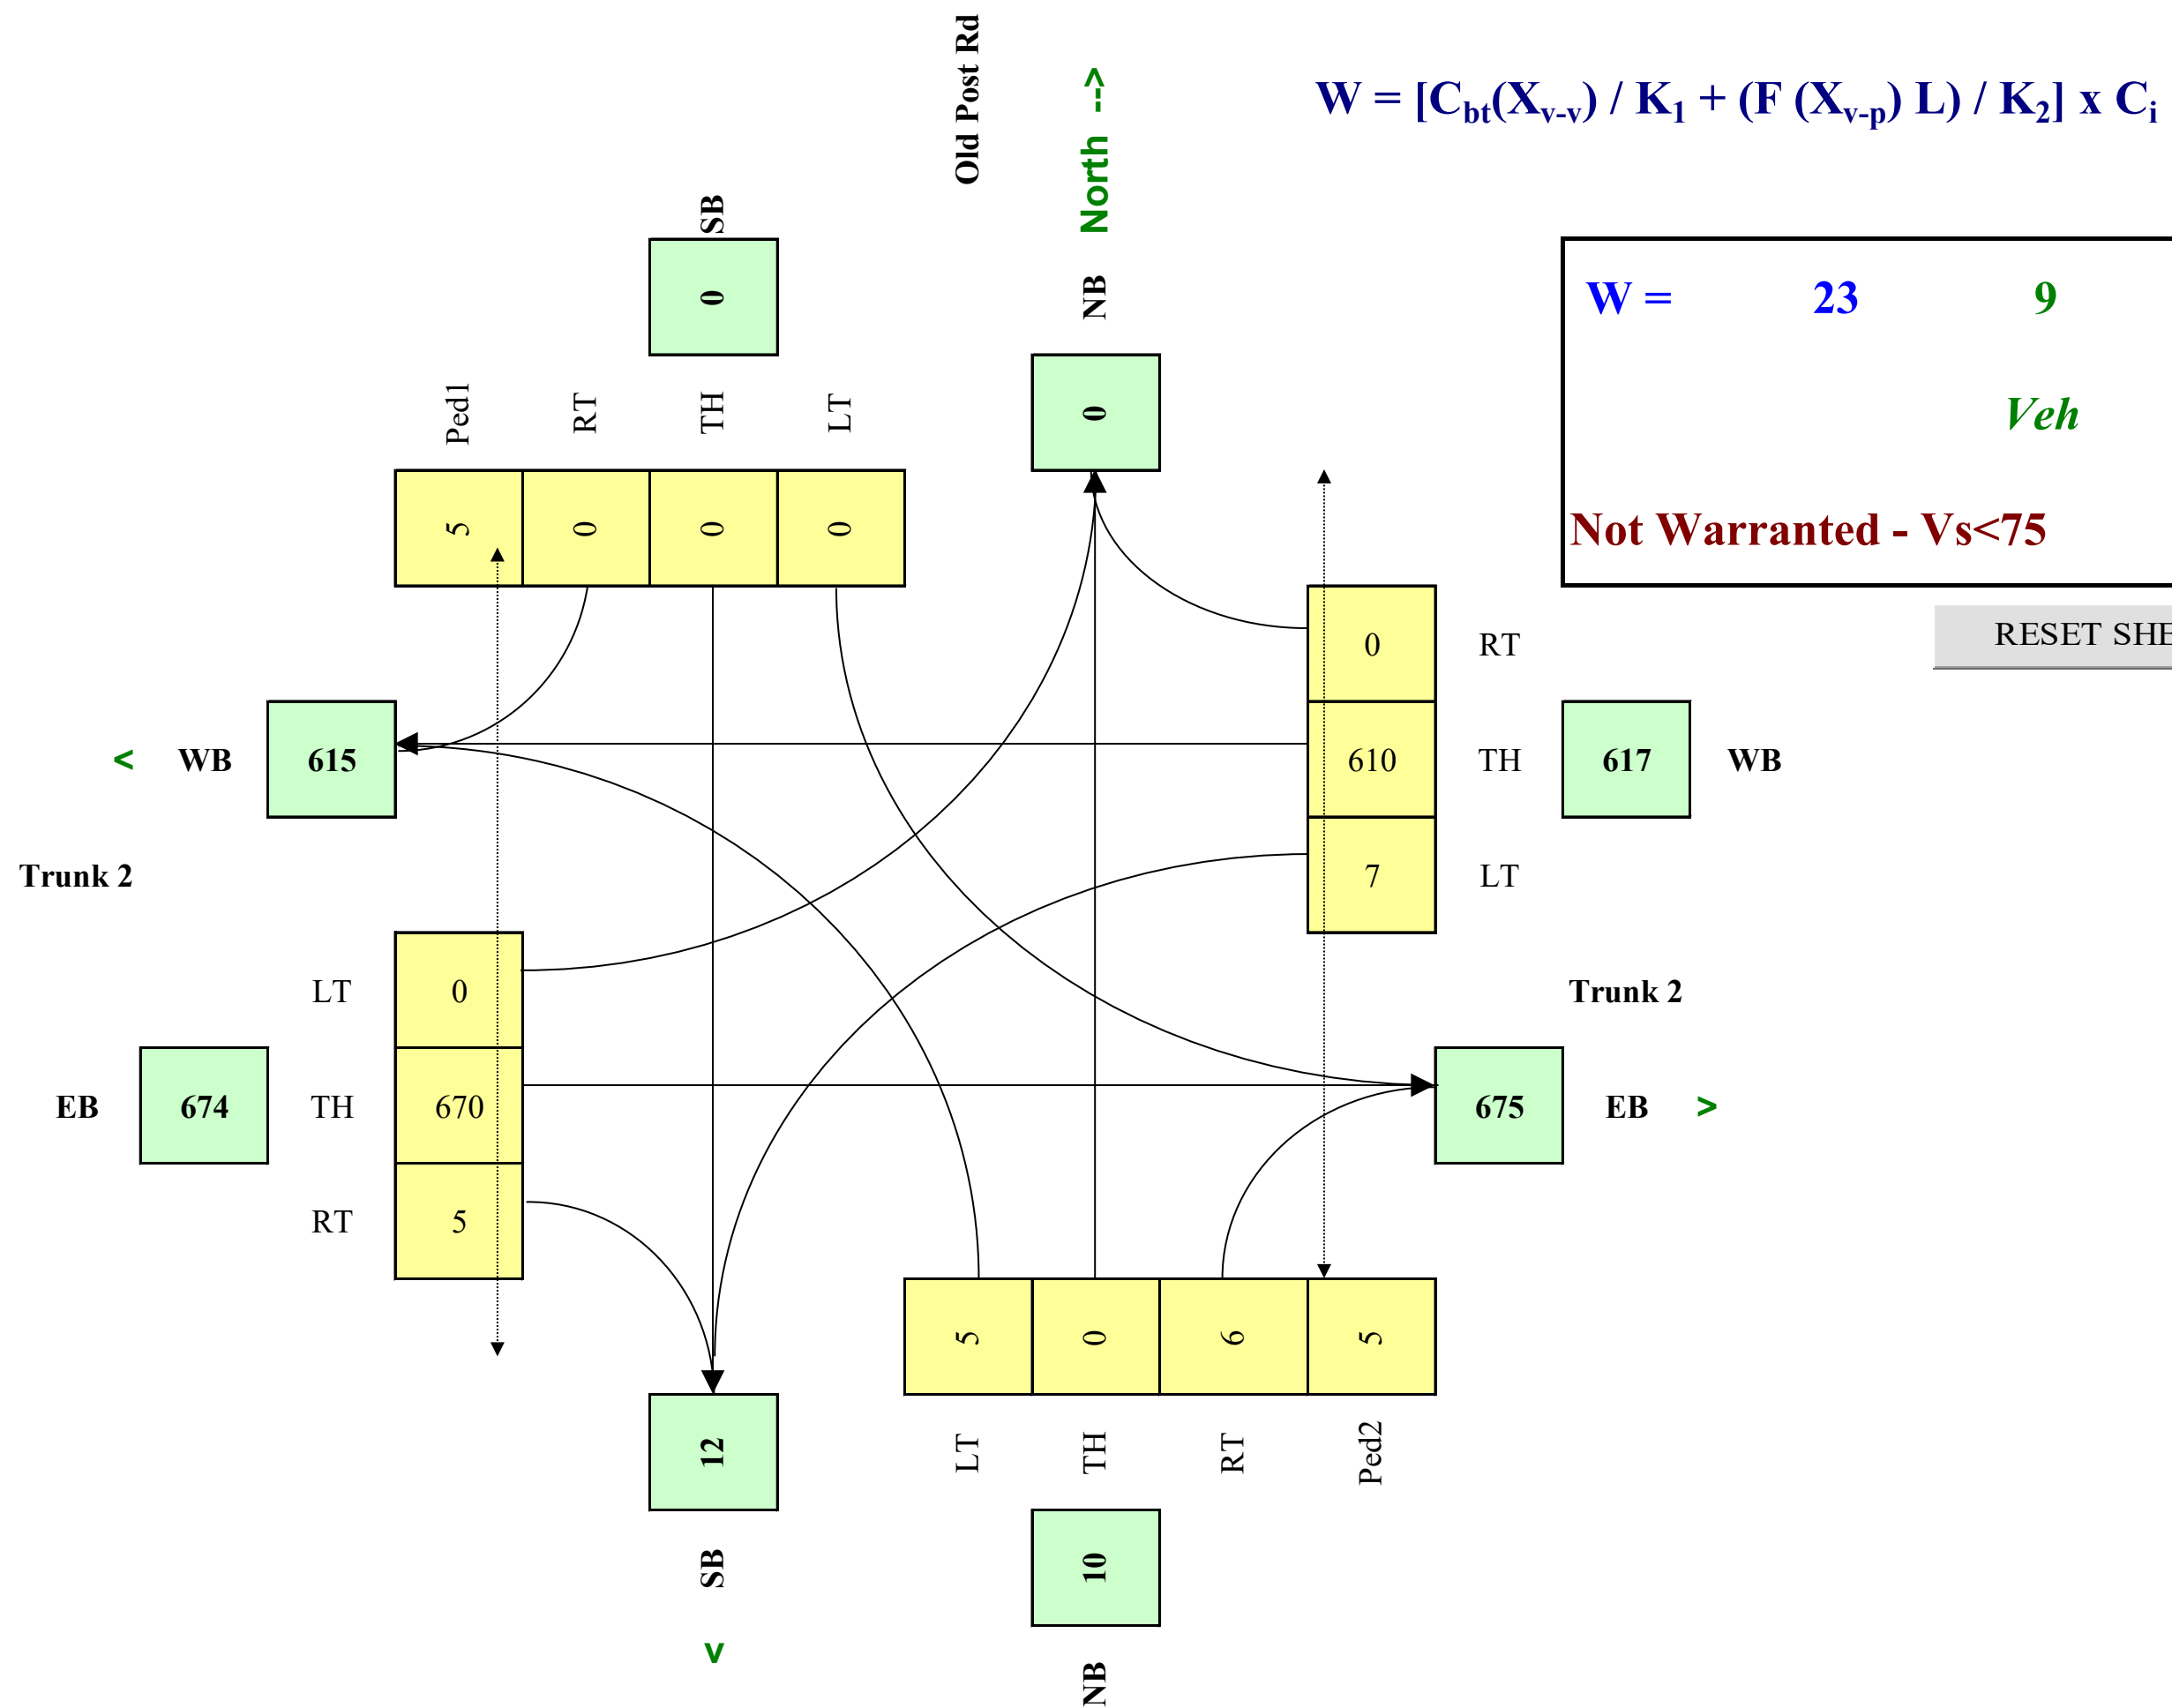 Old Post Rd
North -->
W = [Cbt(Xv-v) / K1 + (F (Xv-p) L) / K2] x Ci
SB
NB
0
W = 23 9
Veh
Not Warranted - Vs<75
RESET SHE
0
Ped1 RT TH LT
5 0 0 0
0 RT
< WB 615
610 TH 617 WB
Trunk 2
7 LT
LT 0
Trunk 2
EB 674 TH 670
675 EB >
RT 5
5 0 6 5
12
LT TH RT Ped2
SB
10
<
NB